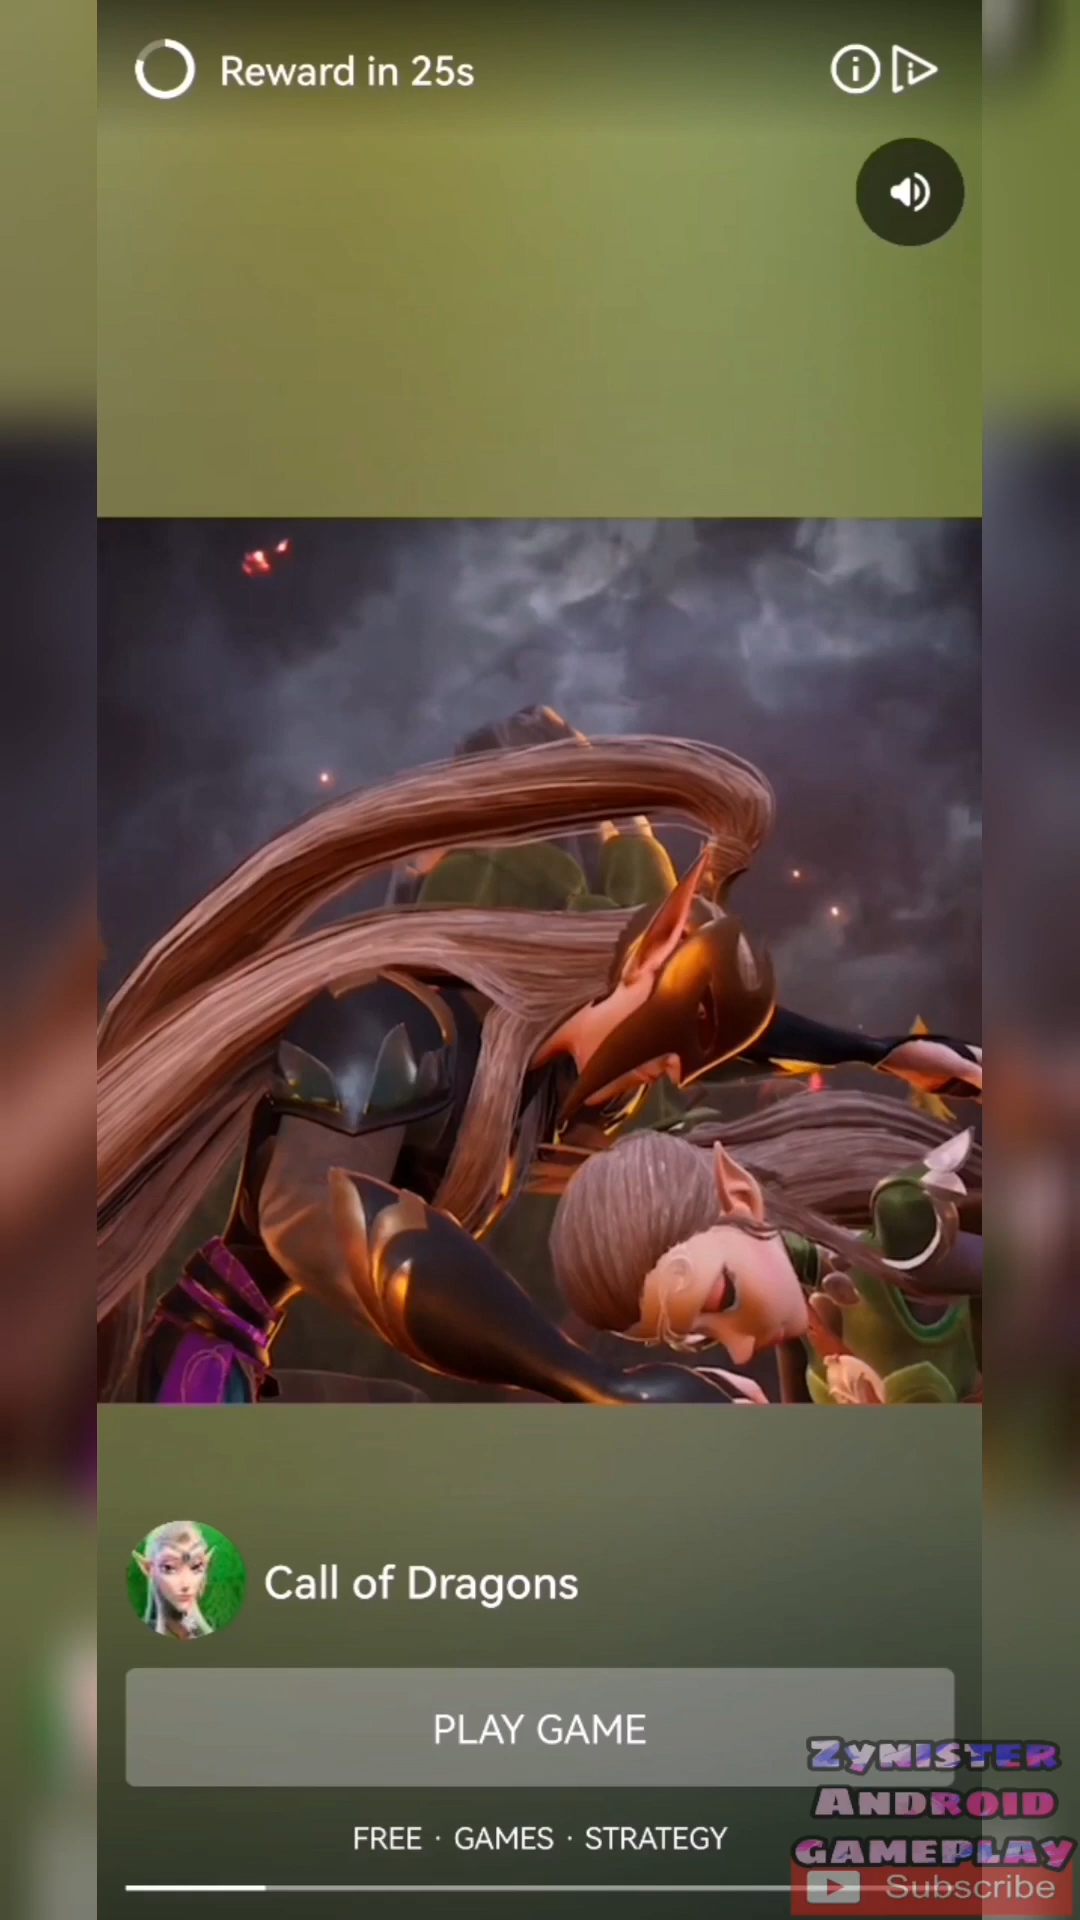 Reward in 25s
Call of Dragons
PLAY GAME
FREE · GAMES · STRATEGY
ZYNISTER
ANDROID
GAMEPLAY
Subscribe